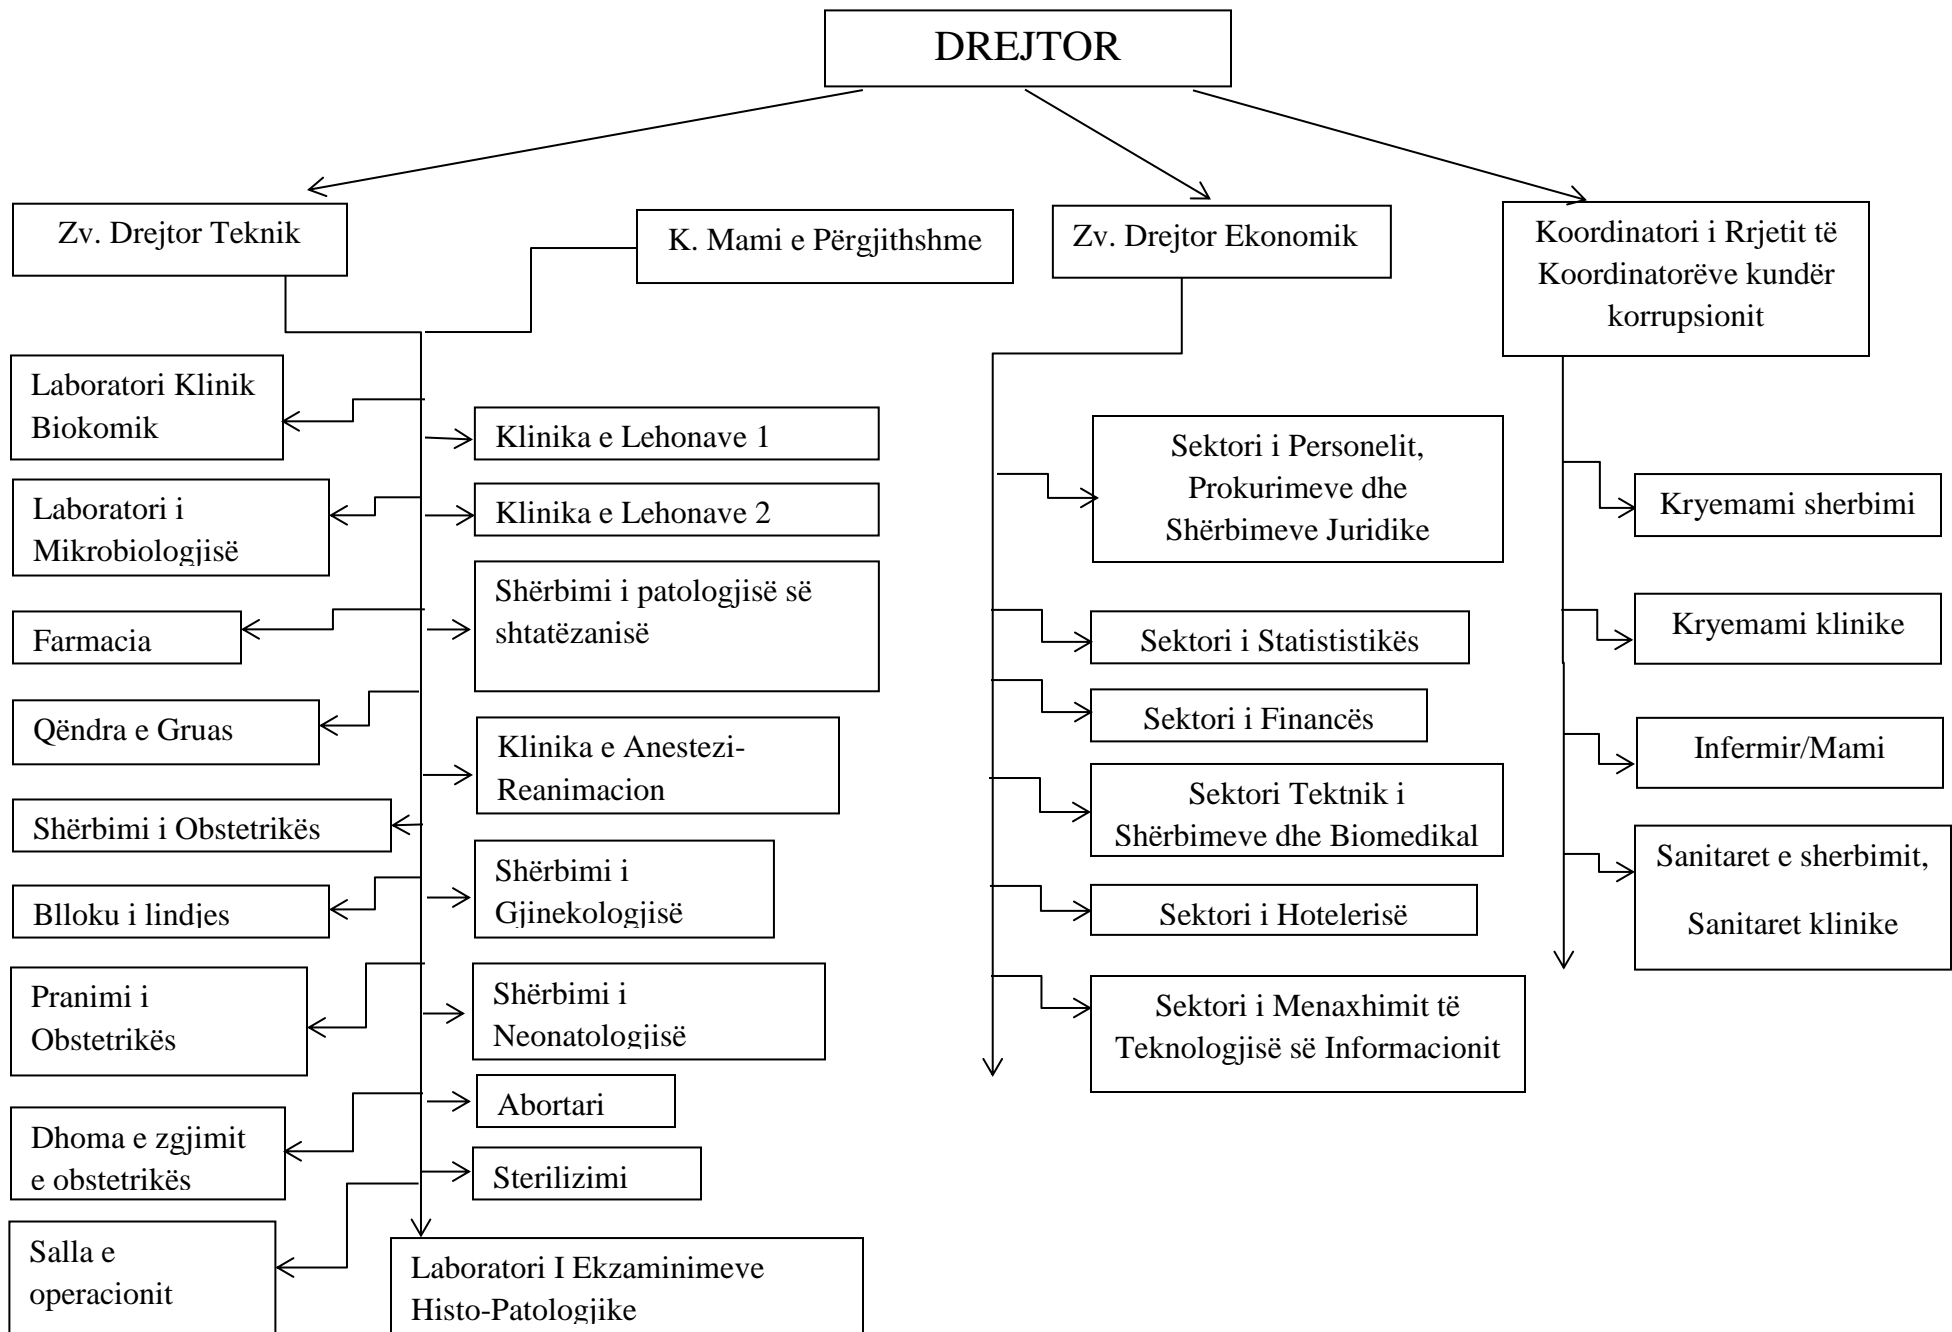 DREJTOR
Zv. Drejtor Teknik
K. Mami e Përgjithshme
Zv. Drejtor Ekonomik
Koordinatori i Rrjetit të
Koordinatorëve kundër
korrupsionit
Laboratori Klinik
Biokomik
Laboratori i
Mikrobiologjisë
Farmacia
Qëndra e Gruas
Shërbimi i Obstetrikës
Blloku i lindjes
Pranimi i
Obstetrikës
Dhoma e zgjimit
e obstetrikës
Salla e
operacionit
Klinika e Lehonave 1
Klinika e Lehonave 2
Shërbimi i patologjisë së
shtatëzanisë
Klinika e Anestezi-
Reanimacion
Shërbimi i
Gjinekologjisë
Shërbimi i
Neonatologjisë
Abortari
Sterilizimi
Laboratori I Ekzaminimeve
Histo-Patologjike
Sektori i Personelit,
Prokurimeve dhe
Shërbimeve Juridike
Sektori i Statististikës
Sektori i Financës
Sektori Tektnik i
Shërbimeve dhe Biomedikal
Sektori i Hotelerisë
Sektori i Menaxhimit të
Teknologjisë së Informacionit
Kryemami sherbimi
Kryemami klinike
Infermir/Mami
Sanitaret e sherbimit,
Sanitaret klinike